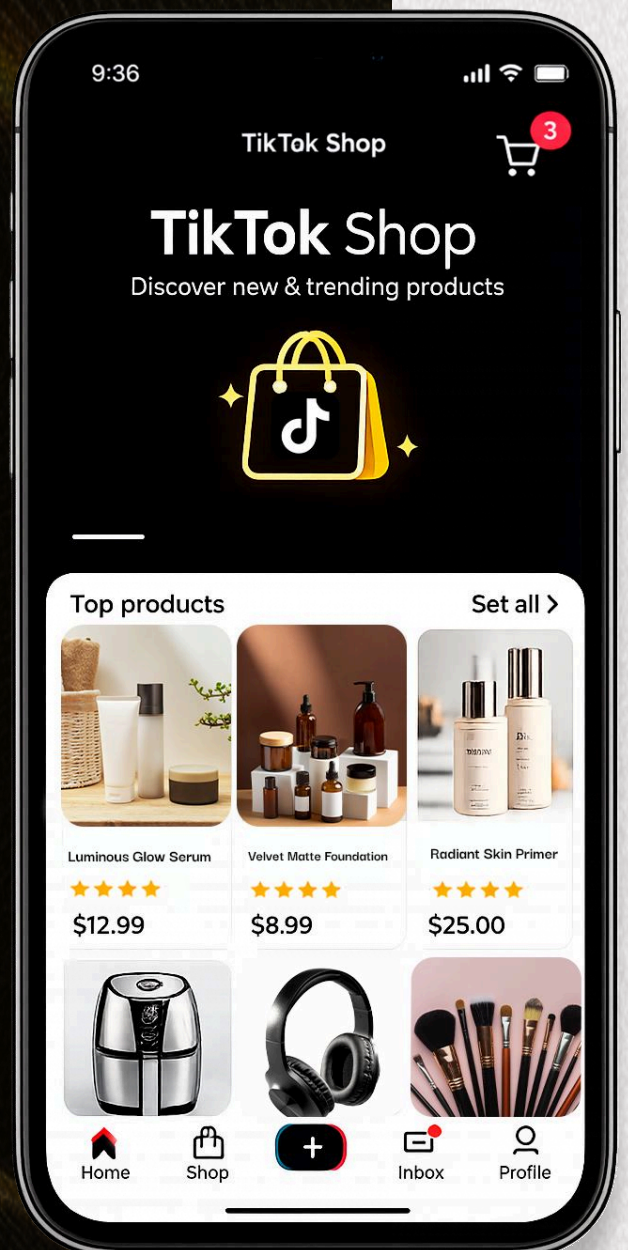 9:36
TikTok Shop
3
TikTok Shop
Discover new & trending products
Top products
Set all >
Luminous Glow Serum
Velvet Matte Foundation
Radiant Skin Primer
$12.99
$8.99
$25.00
Home
Shop
+
Inbox
Profile